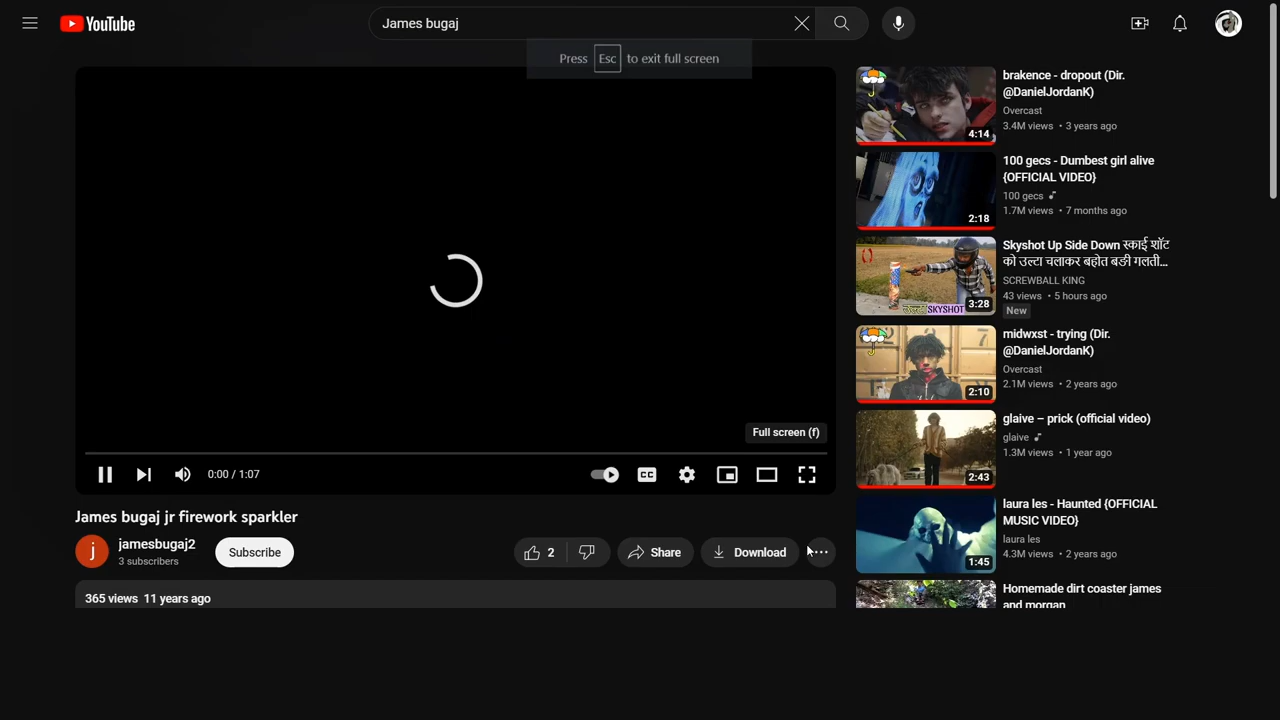 YouTube
James bugaj
Press Esc to exit full screen
Full screen (f)
0:00 / 1:07
CC
James bugaj jr firework sparkler
j
jamesbugaj2
3 subscribers
Subscribe
2
Share
Download
365 views 11 years ago
4:14
brakence - dropout (Dir.
@DanielJordanK)
Overcast
3.4M views • 3 years ago
2:18
100 gecs - Dumbest girl alive
{OFFICIAL VIDEO}
100 gecs
1.7M views • 7 months ago
SKYSHOT
3:28
Skyshot Up Side Down स्काई शॉट
को उल्टा चलाकर बहोत बडी गलती...
SCREWBALL KING
43 views • 5 hours ago
New
2:10
midwxst - trying (Dir.
@DanielJordanK)
Overcast
2.1M views • 2 years ago
2:43
glaive – prick (official video)
glaive
1.3M views • 1 year ago
1:45
laura les - Haunted {OFFICIAL
MUSIC VIDEO}
laura les
4.3M views • 2 years ago
Homemade dirt coaster james
and morgan